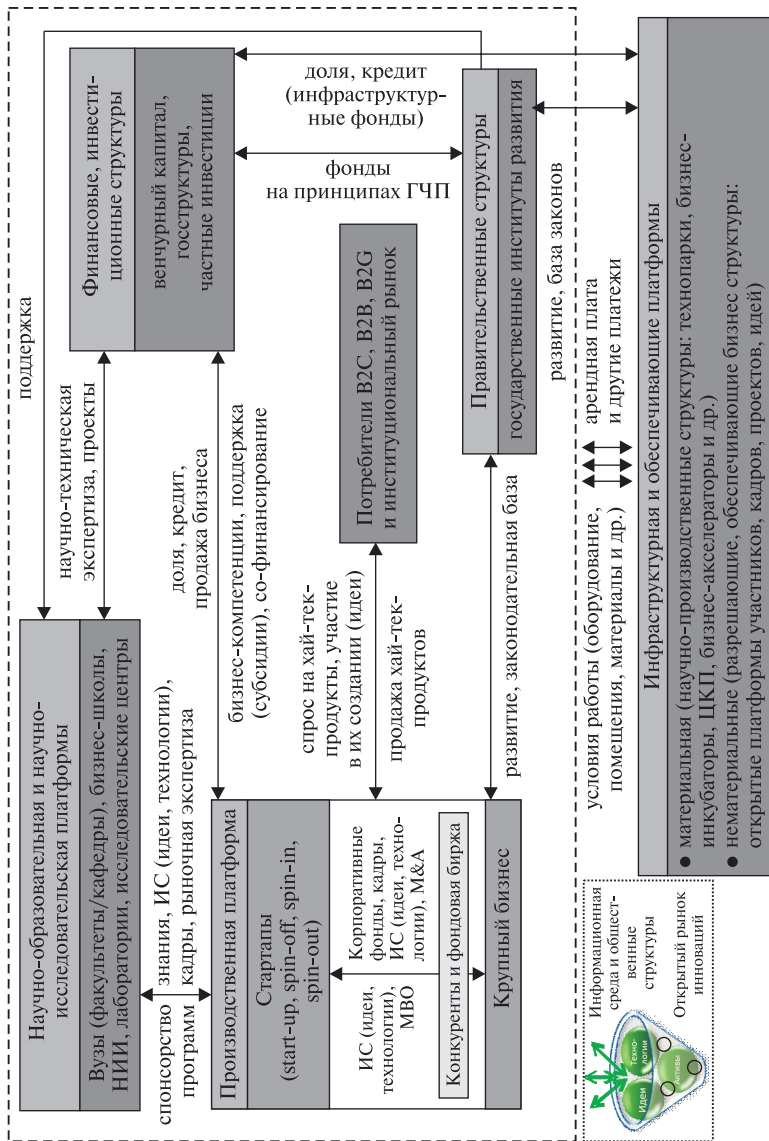 Научно-образовательная и научно-
исследовательская платформы
Вузы (факультеты/кафедры), бизнес-школы,
НИИ, лаборатории, исследовательские центры
научно-техническая
экспертиза, проекты
поддержка
Финансовые, инвести-
ционные структуры
венчурный капитал,
госструктуры,
частные инвестиции
спонсорство
программ
знания, ИС (идеи, технологии),
кадры, рыночная экспертиза
доля, кредит,
продажа бизнеса
бизнес-компетенции, поддержка
(субсидии), со-финансирование
фонды
на принципах ГЧП
доля, кредит
(инфраструктур-
ные фонды)
Производственная платформа
Стартапы
(start-up, spin-off, spin-in,
spin-out)
ИС (идеи,
технологии),
МВО
Корпоративные
фонды, кадры,
ИС (идеи, техно-
логии), M&A
Конкуренты и фондовая биржа
Крупный бизнес
спрос на хай-тек-
продукты, участие
в их создании (идеи)
продажа хай-тек-
продуктов
Потребители B2C, B2B, B2G
и институциональный рынок
развитие, законодательная база
Правительственные структуры
государственные институты развития
развитие, база законов
условия работы (оборудование,
помещения, материалы и др.)
арендная плата
и другие платежи
Информационная
среда и общест-
венные
структуры
Идеи
Техно-
логии
Активы
Открытый рынок
инноваций
Инфраструктурная и обеспечивающие платформы
● материальная (научно-производственные структуры: технопарки, бизнес-
инкубаторы, ЦКП, бизнес-акселераторы и др.)
● нематериальные (разрешающие, обеспечивающие бизнес структуры:
открытые платформы участников, кадров, проектов, идей)